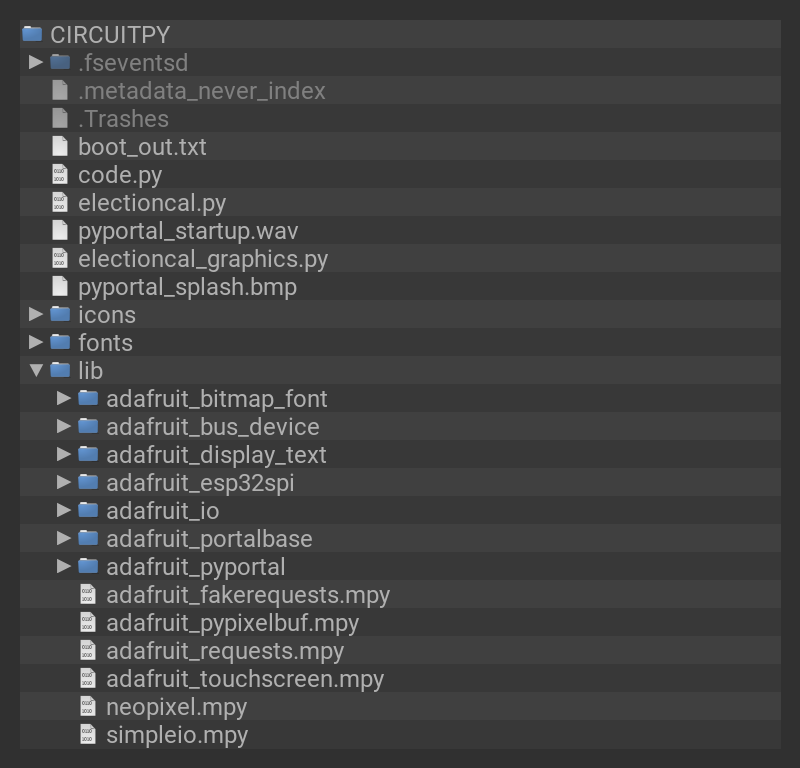 CIRCUITPY
.fseventsd
.metadata_never_index
.Trashes
boot_out.txt
code.py
electioncal.py
pyportal_startup.wav
electioncal_graphics.py
pyportal_splash.bmp
icons
fonts
lib
adafruit_bitmap_font
adafruit_bus_device
adafruit_display_text
adafruit_esp32spi
adafruit_io
adafruit_portalbase
adafruit_pyportal
adafruit_fakerequests.mpy
adafruit_pypixelbuf.mpy
adafruit_requests.mpy
adafruit_touchscreen.mpy
neopixel.mpy
simpleio.mpy